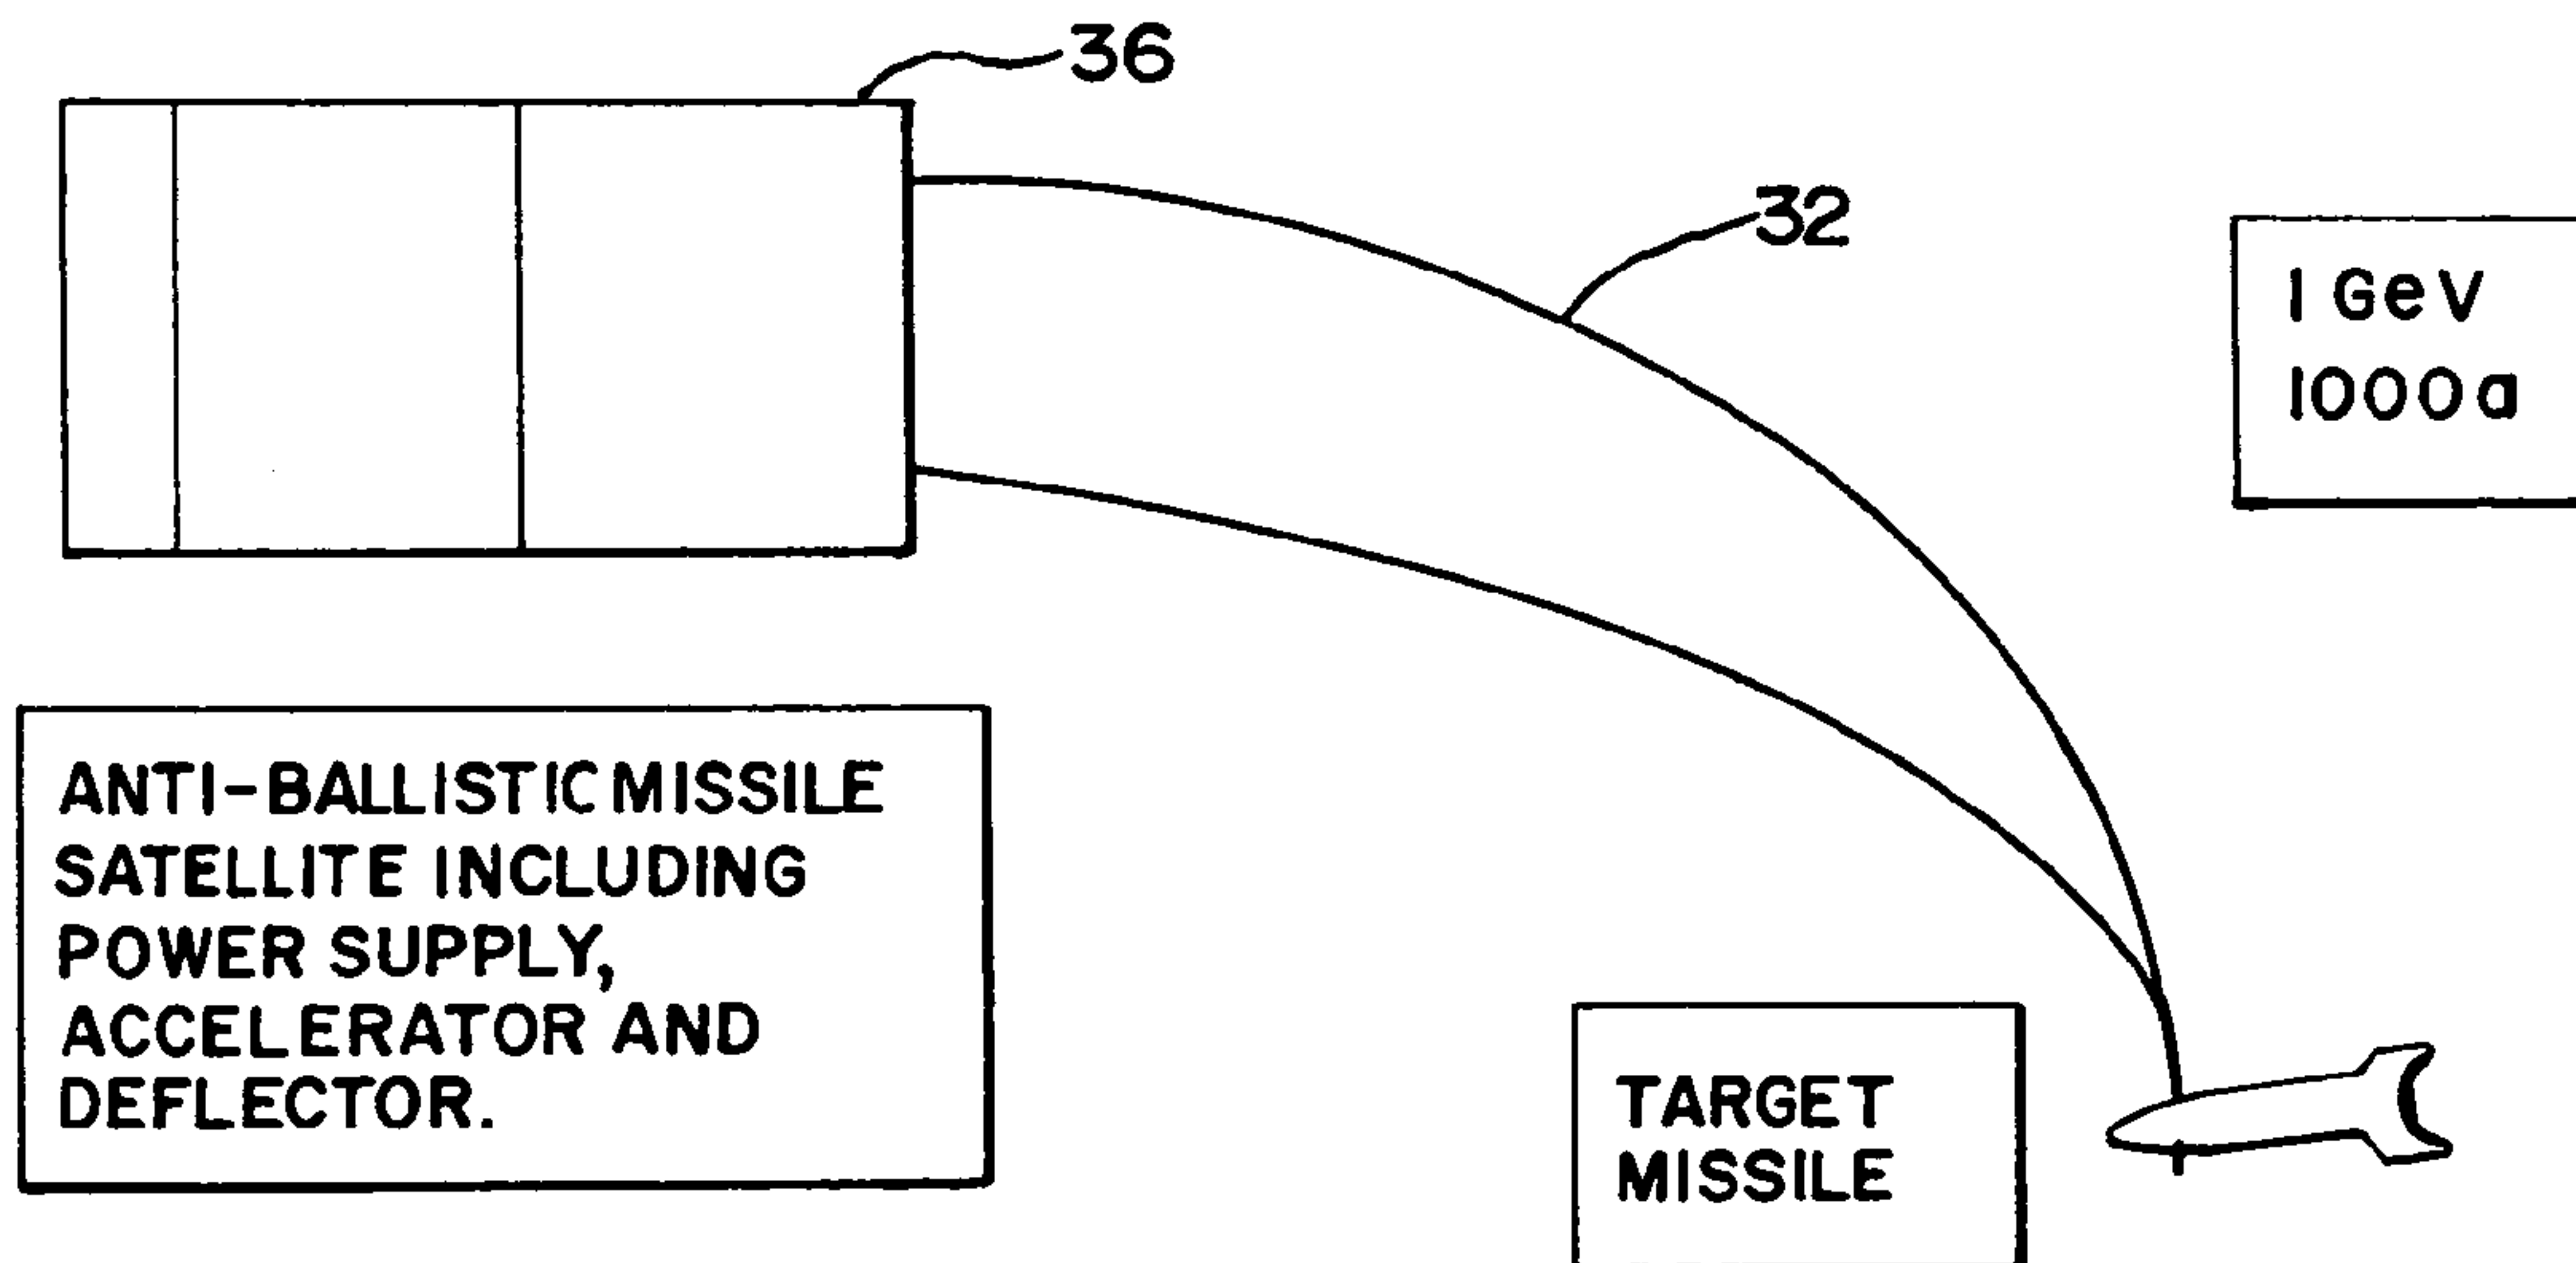 36
32
1 GeV
1000a
ANTI-BALLISTIC MISSILE
SATELLITE INCLUDING
POWER SUPPLY,
ACCELERATOR AND
DEFLECTOR.
TARGET
MISSILE